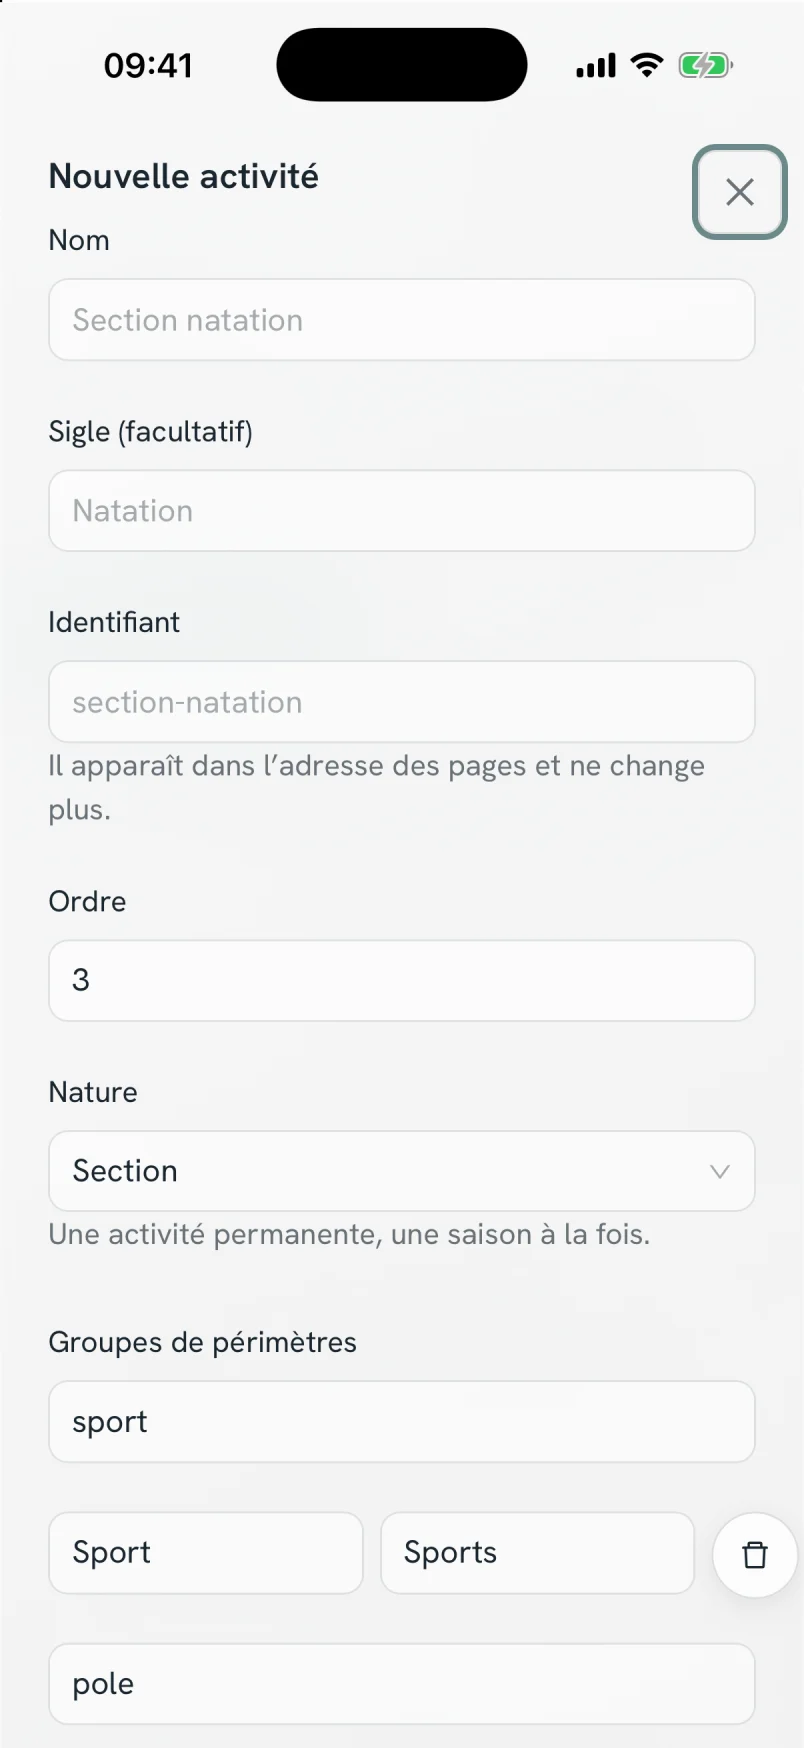 09:41
Nouvelle activité
Nom
Section natation
Sigle (facultatif)
Natation
Identifiant
section-natation
Il apparaît dans l’adresse des pages et ne change
plus.
Ordre
3
Nature
Section
Une activité permanente, une saison à la fois.
Groupes de périmètres
sport
Sport
Sports
pole